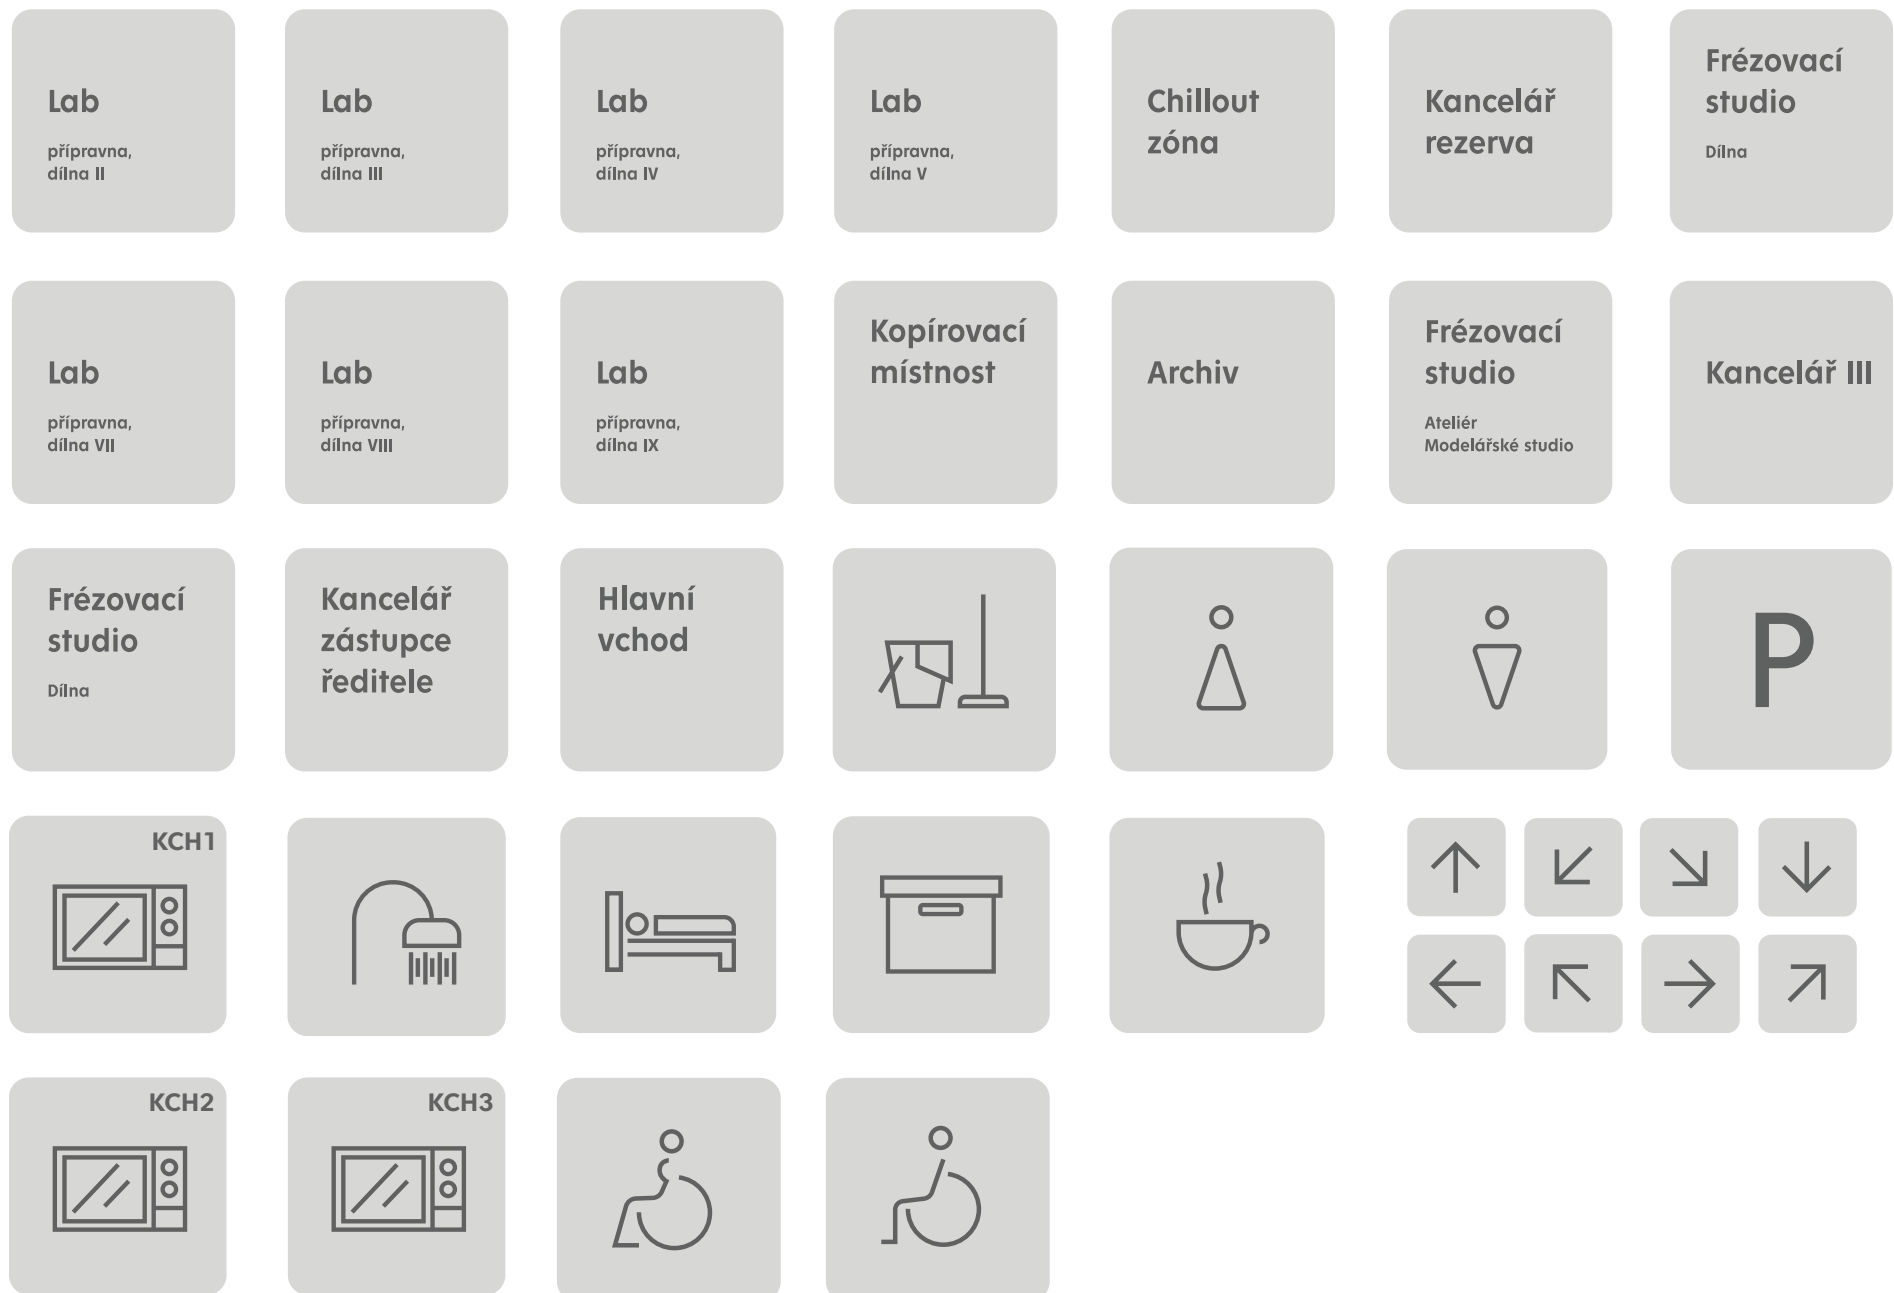 Lab
přípravna,
dílna II
Lab
přípravna,
dílna III
Lab
přípravna,
dílna IV
Lab
přípravna,
dílna V
Chillout
zóna
Kancelář
rezerva
Frézovací
studio
Dílna
Lab
přípravna,
dílna VII
Lab
přípravna,
dílna VIII
Lab
přípravna,
dílna IX
Kopírovací
místnost
Archiv
Frézovací
studio
Ateliér
Modelářské studio
Kancelář III
Frézovací
studio
Dílna
Kancelář
zástupce
ředitele
Hlavní
vchod
P
KCH1
KCH2
KCH3